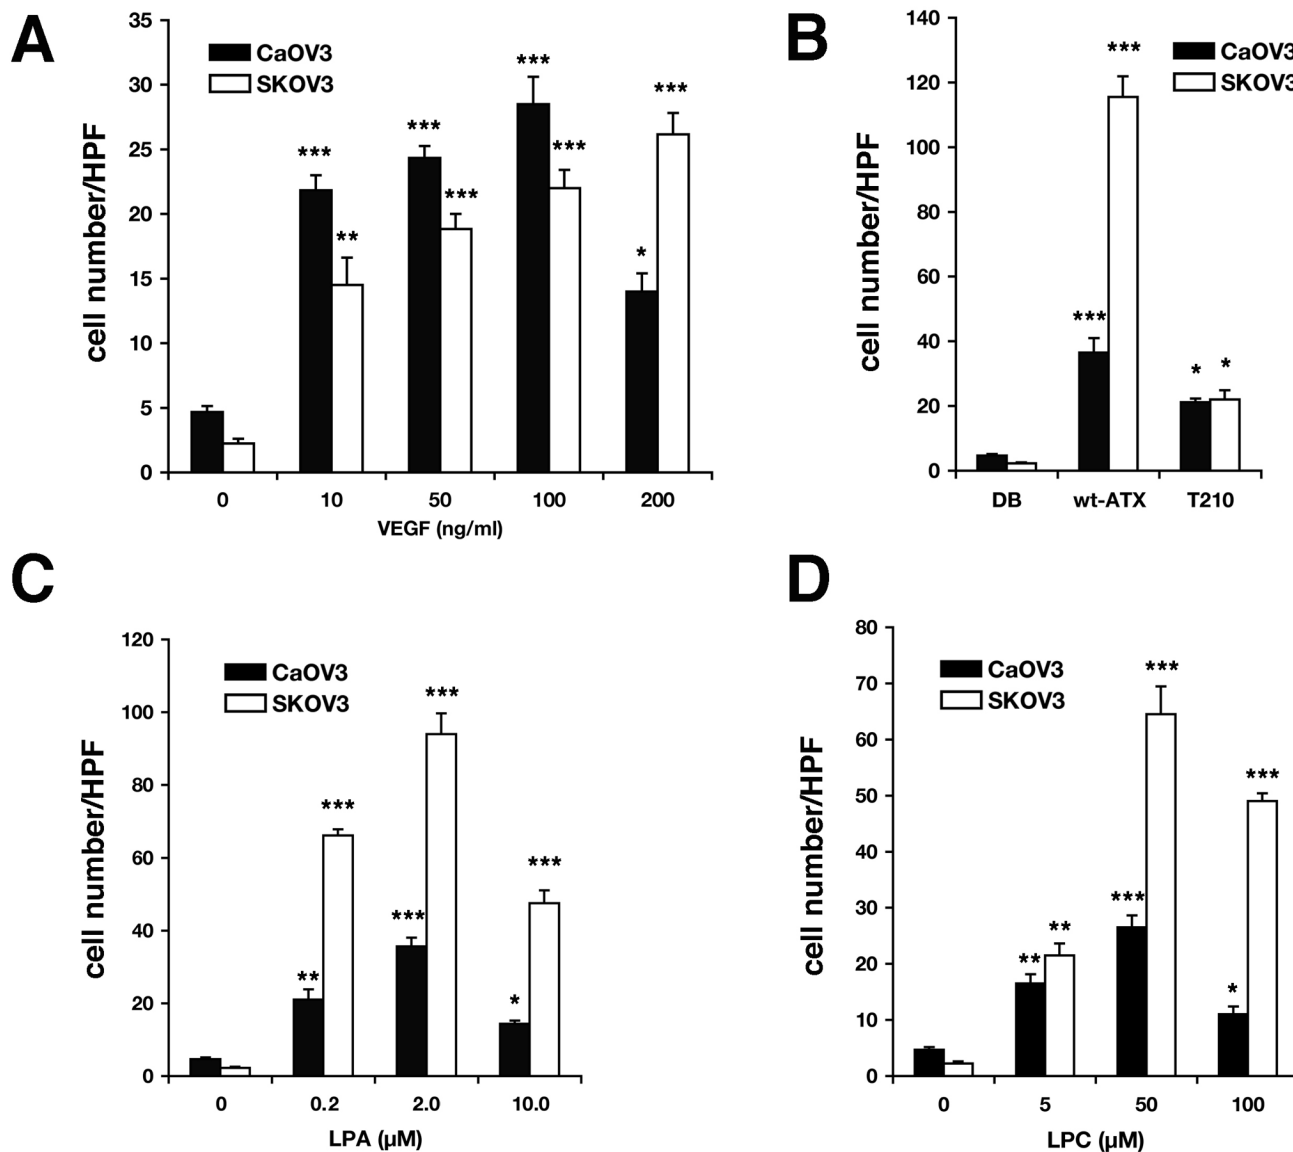 A
cell number/HPF
35
30
25
20
15
10
5
0
CaOV3
SKOV3
***
**
***
***
***
***
*
***
0 10 50 100 200
VEGF (ng/ml)
B
cell number/HPF
140
120
100
80
60
40
20
0
CaOV3
SKOV3
***
***
*
*
DB wt-ATX T210
C
cell number/HPF
120
100
80
60
40
20
0
CaOV3
SKOV3
**
***
***
***
*
***
0 0.2 2.0 10.0
LPA (µM)
D
cell number/HPF
80
70
60
50
40
30
20
10
0
CaOV3
SKOV3
**
**
***
***
*
***
0 5 50 100
LPC (µM)